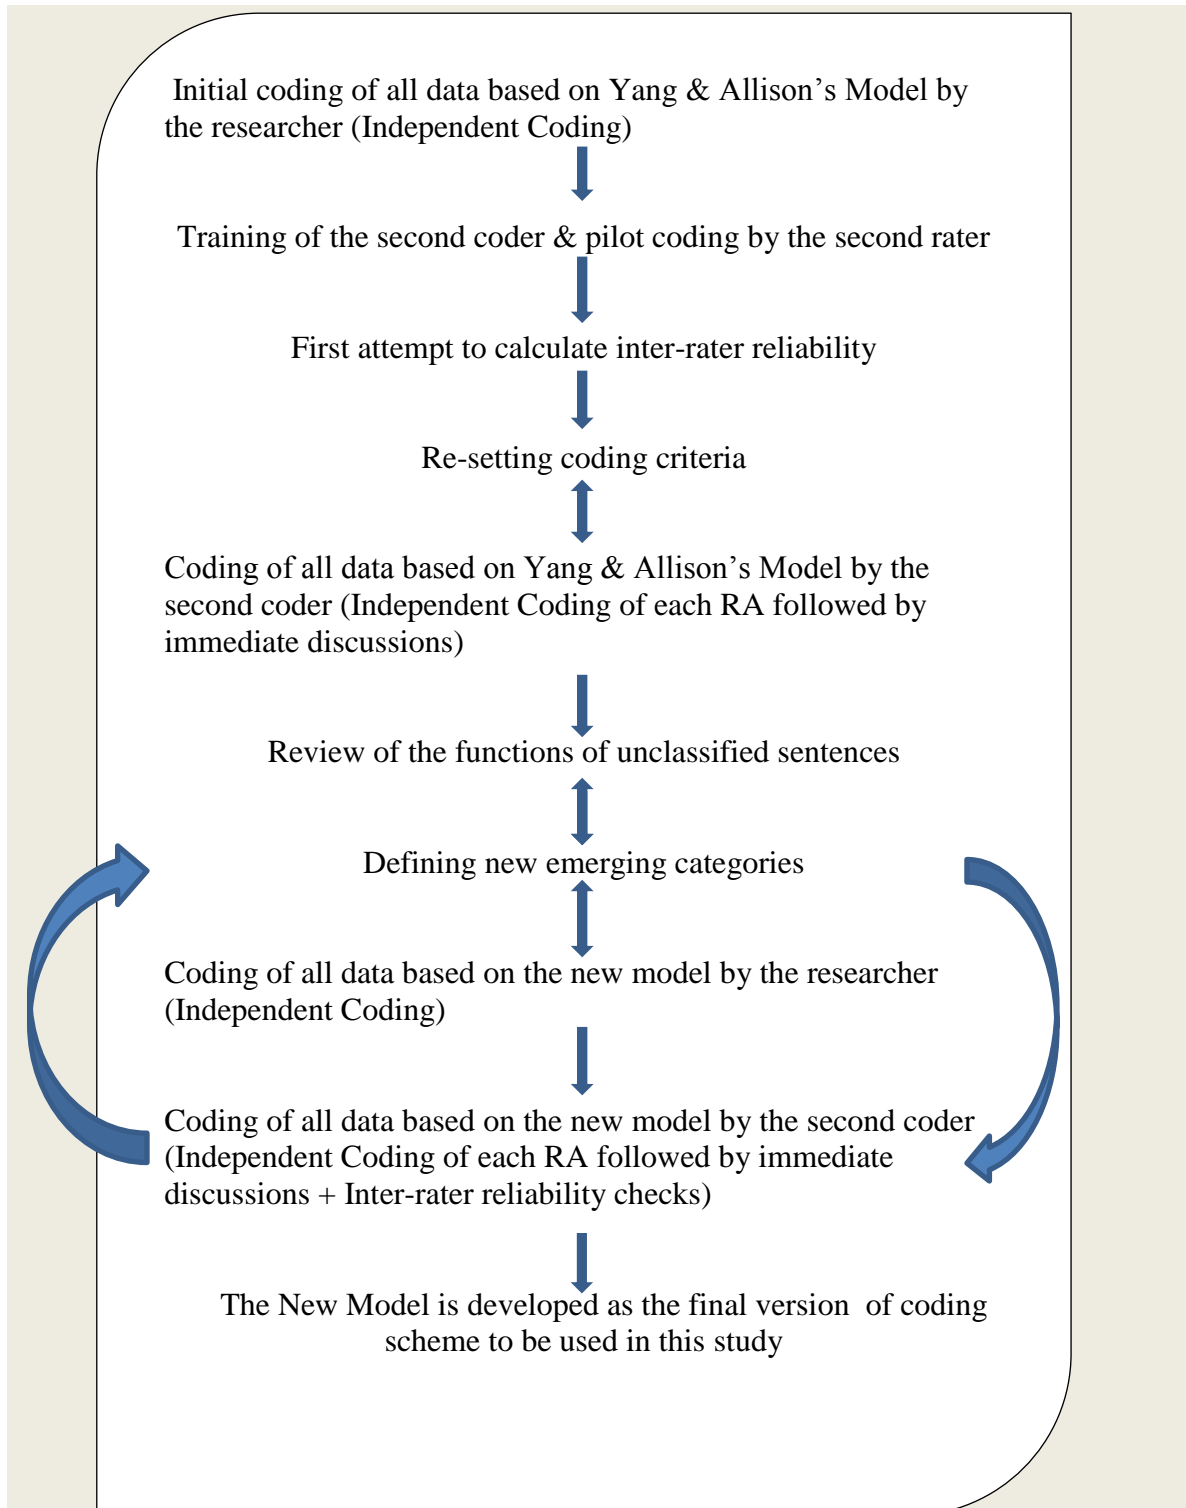 Initial coding of all data based on Yang & Allison’s Model by
the researcher (Independent Coding)
Training of the second coder & pilot coding by the second rater
First attempt to calculate inter-rater reliability
Re-setting coding criteria
Coding of all data based on Yang & Allison’s Model by the
second coder (Independent Coding of each RA followed by
immediate discussions)
Review of the functions of unclassified sentences
Defining new emerging categories
Coding of all data based on the new model by the researcher
(Independent Coding)
Coding of all data based on the new model by the second coder
(Independent Coding of each RA followed by immediate
discussions + Inter-rater reliability checks)
The New Model is developed as the final version of coding
scheme to be used in this study